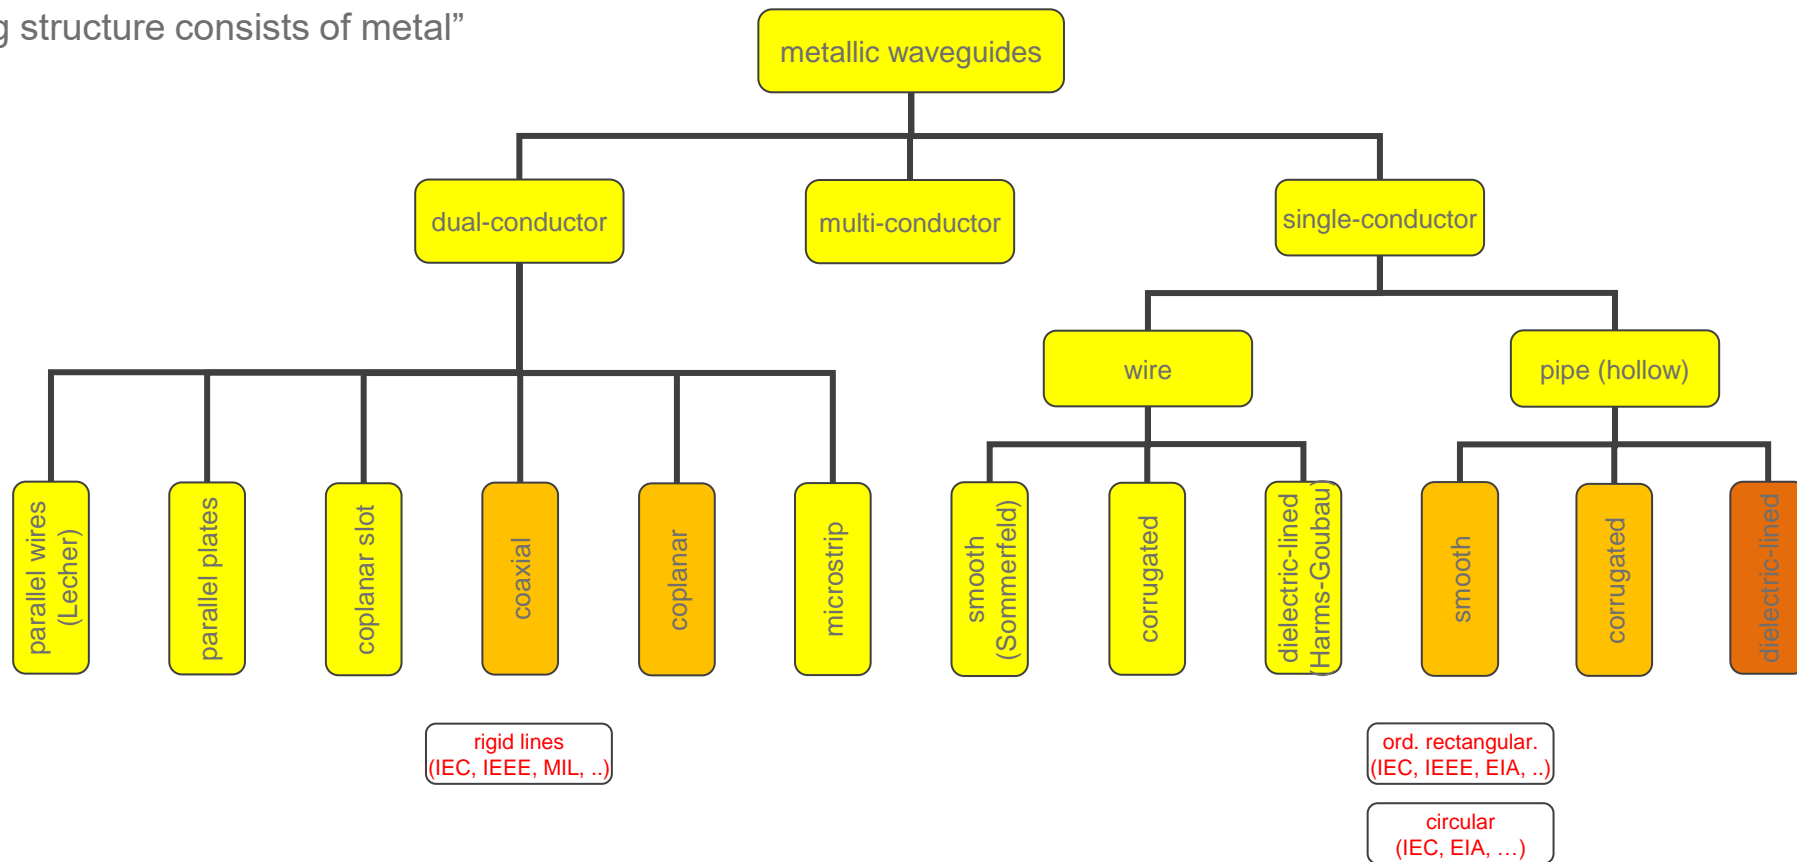 g structure consists of metal”
metallic waveguides
dual-conductor
multi-conductor
single-conductor
wire
pipe (hollow)
parallel wires
(Lecher)
parallel plates
coplanar slot
coaxial
coplanar
microstrip
smooth
(Sommerfeld)
corrugated
dielectric-lined
(Harms-Goubau)
smooth
corrugated
dielectric-lined
rigid lines
(IEC, IEEE, MIL, ..)
ord. rectangular.
(IEC, IEEE, EIA, ..)
circular
(IEC, EIA, …)